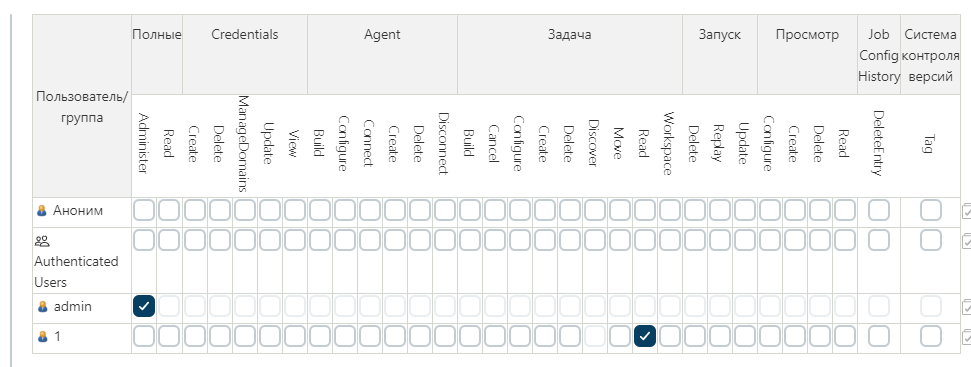 Пользователь/
группа
Полные
Credentials
Agent
Задача
Запуск
Просмотр
Job
Config
History
Система
контроля
версий
Administer
Read
Create
Delete
ManageDomains
Update
View
Build
Configure
Connect
Create
Delete
Disconnect
Build
Cancel
Configure
Create
Delete
Discover
Move
Read
Workspace
Delete
Replay
Update
Configure
Create
Delete
Read
DeleteEntry
Tag
Аноним
Authenticated
Users
admin
1